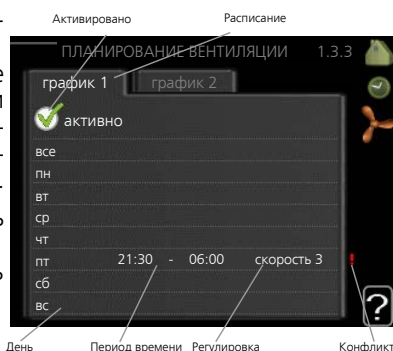 Активировано Расписание
ПЛАНИРОВАНИЕ ВЕНТИЛЯЦИИ 1.3.3
график 1 график 2
активно
все
пн
вт
ср
чт
пт 21:30 - 06:00 скорость 3 !
сб
вс
?
День Период времени Регулировка Конфликт